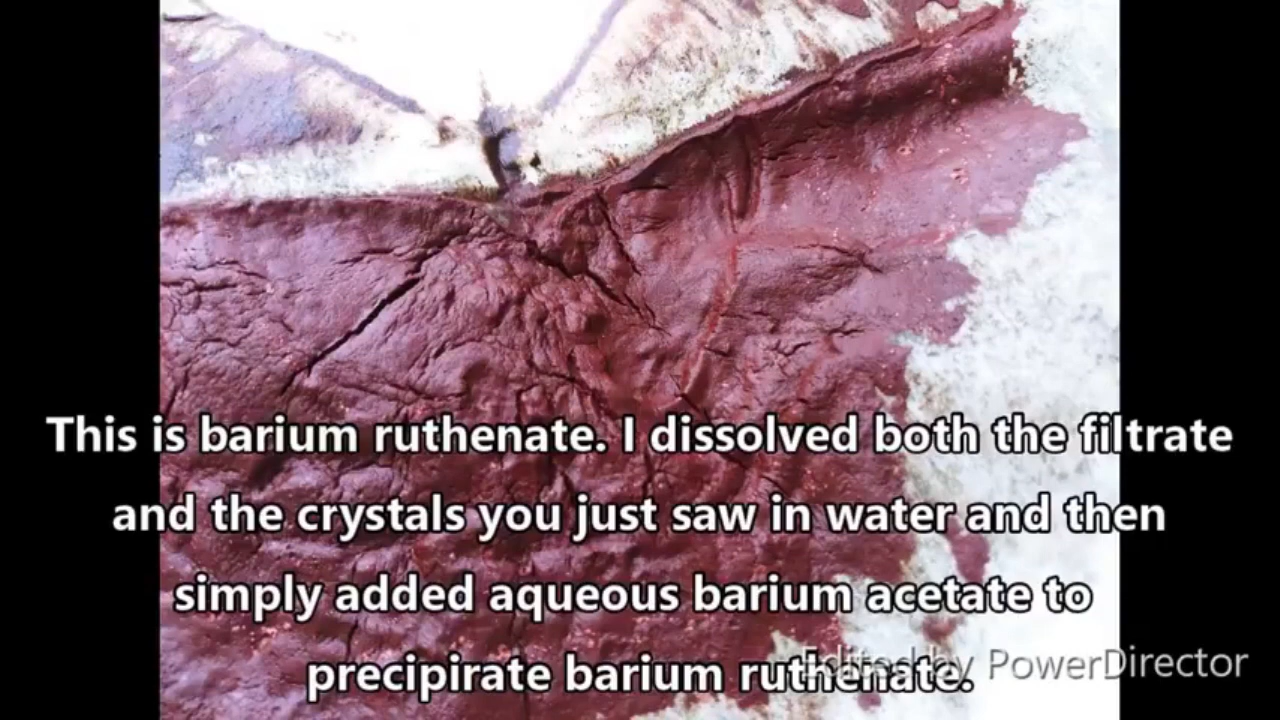 This is barium ruthenate. I dissolved both the filtrate
and the crystals you just saw in water and then
simply added aqueous barium acetate to
precipirate barium ruthenate.
Edited by PowerDirector